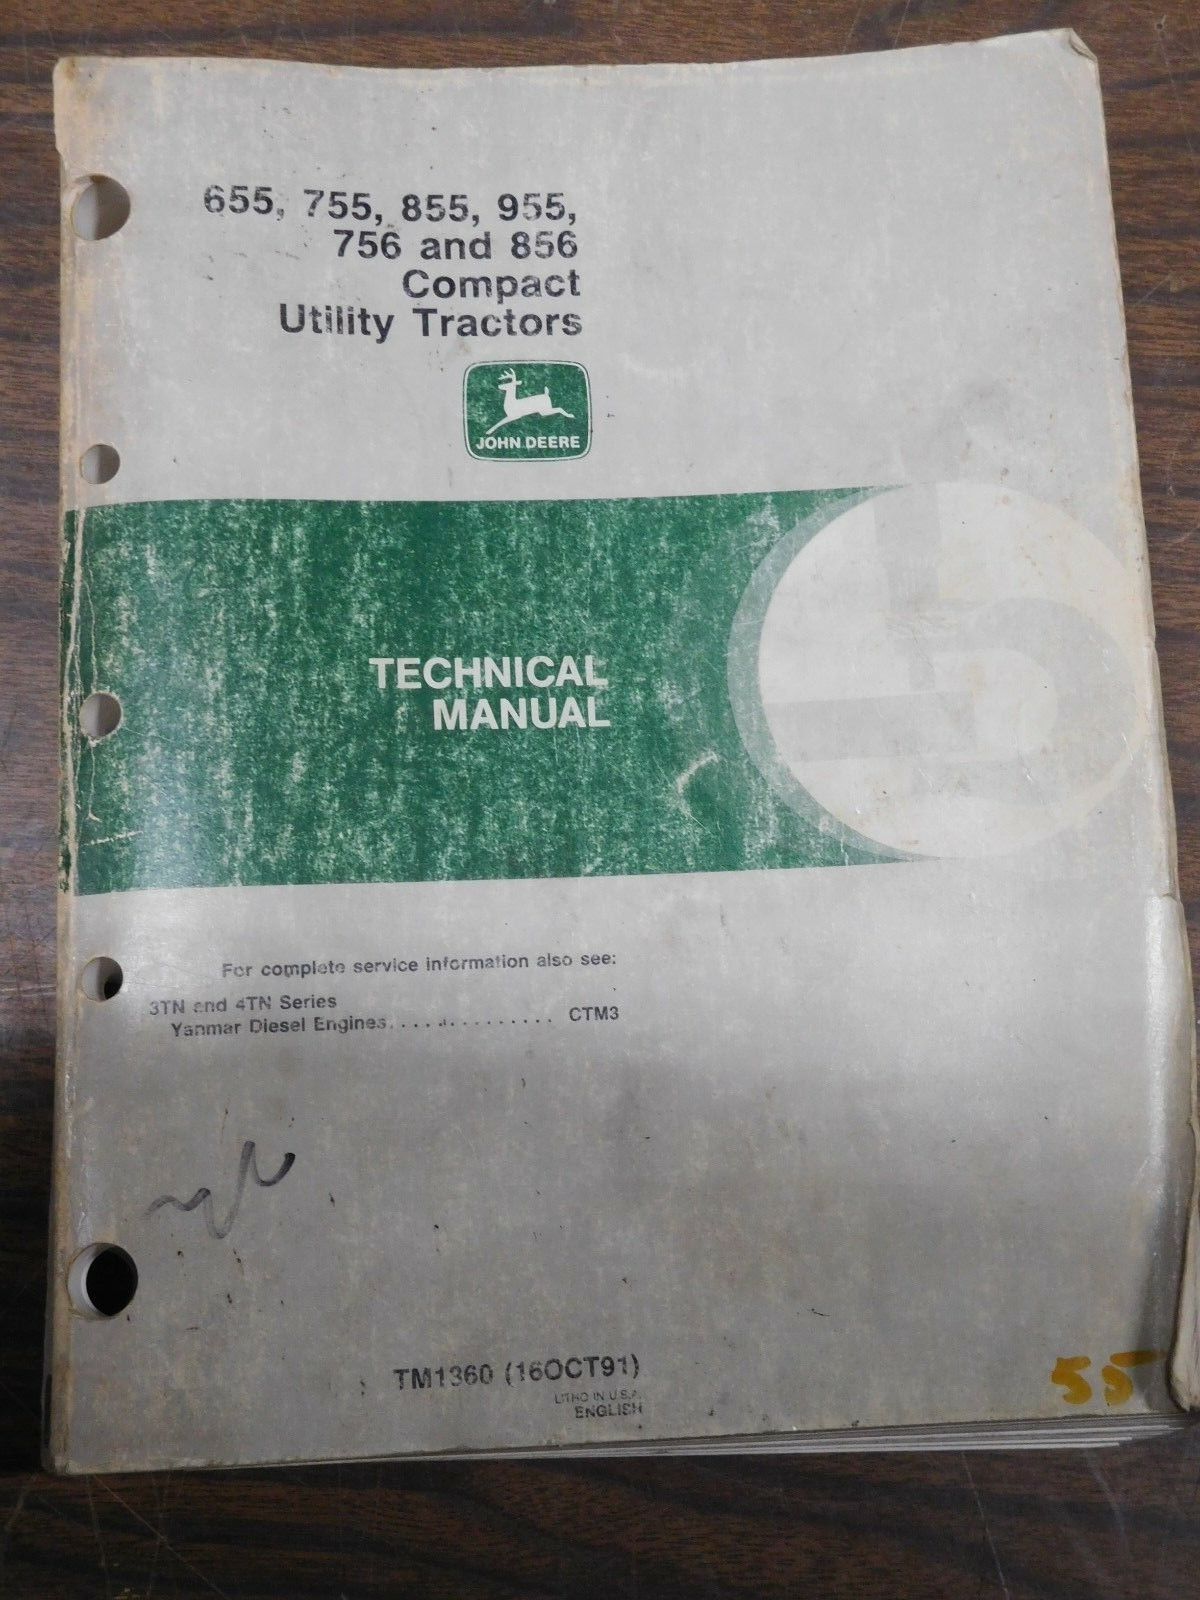 655, 755, 855, 955,
756 and 856
Compact
Utility Tractors
JOHN DEERE
TECHNICAL
MANUAL
For complete service information also see:
3TN and 4TN Series
Yanmar Diesel Engines.................. CTM3
TM1360 (16OCT91)
LITHO IN U.S.A.
ENGLISH
55